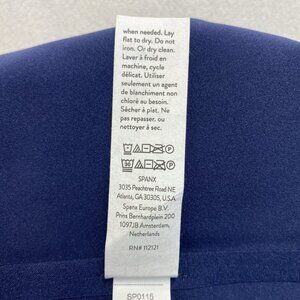 when needed. Lay
flat to dry. Do not
iron. Or dry clean.
Laver à froid en
machine, cycle
délicat. Utiliser
seulement un agent
de blanchiment non
chloré au besoin.
Sécher à plat. Ne
pas repasser. ou
nettoyer à sec.
SPANX
3035 Peachtree Road NE
Atlanta, GA 30305, U.S.A
Spanx Europe B.V.
Prins Bernhardplein 200
1097JB Amsterdam,
Netherlands
RN# 112121
SP0115